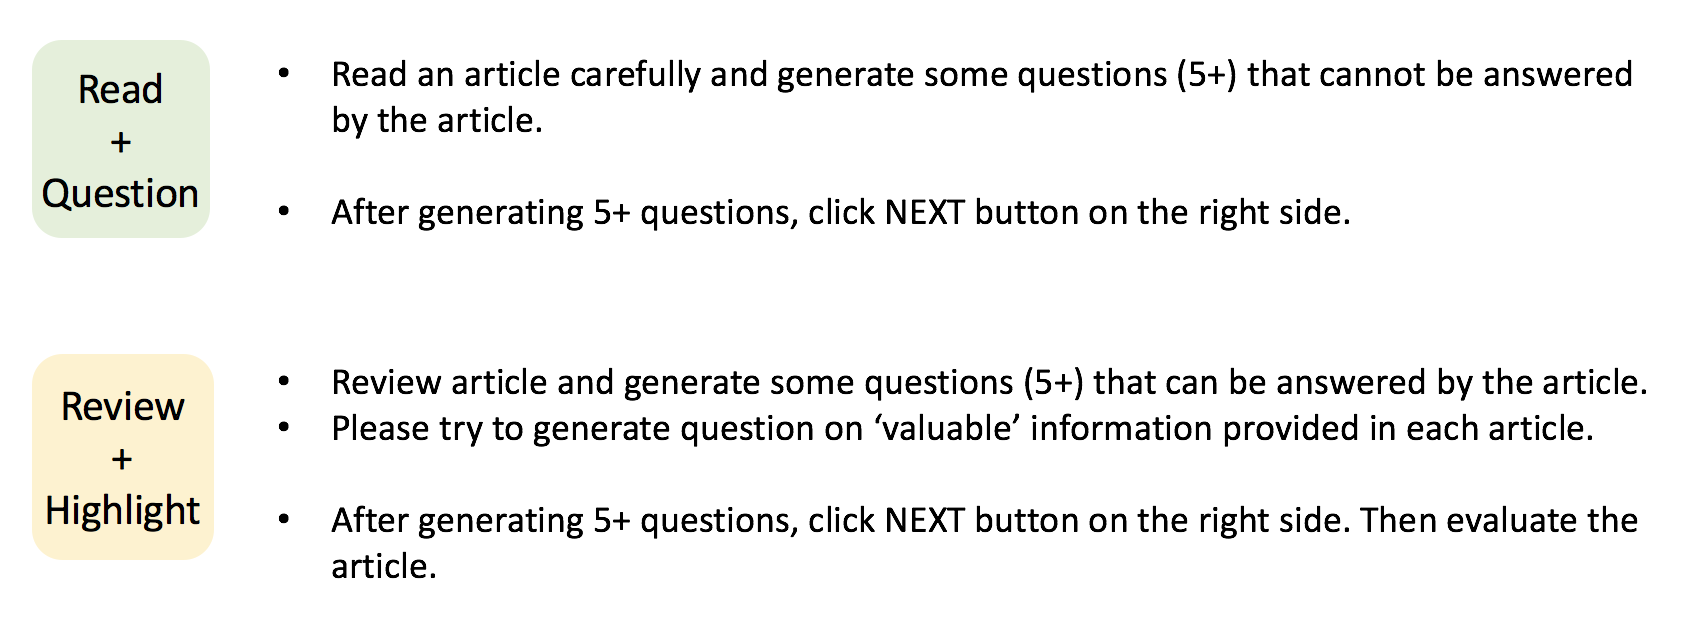 Read
+
Question
• Read an article carefully and generate some questions (5+) that cannot be answered
by the article.
• After generating 5+ questions, click NEXT button on the right side.
Review
+
Highlight
• Review article and generate some questions (5+) that can be answered by the article.
• Please try to generate question on ‘valuable’ information provided in each article.
• After generating 5+ questions, click NEXT button on the right side. Then evaluate the
article.